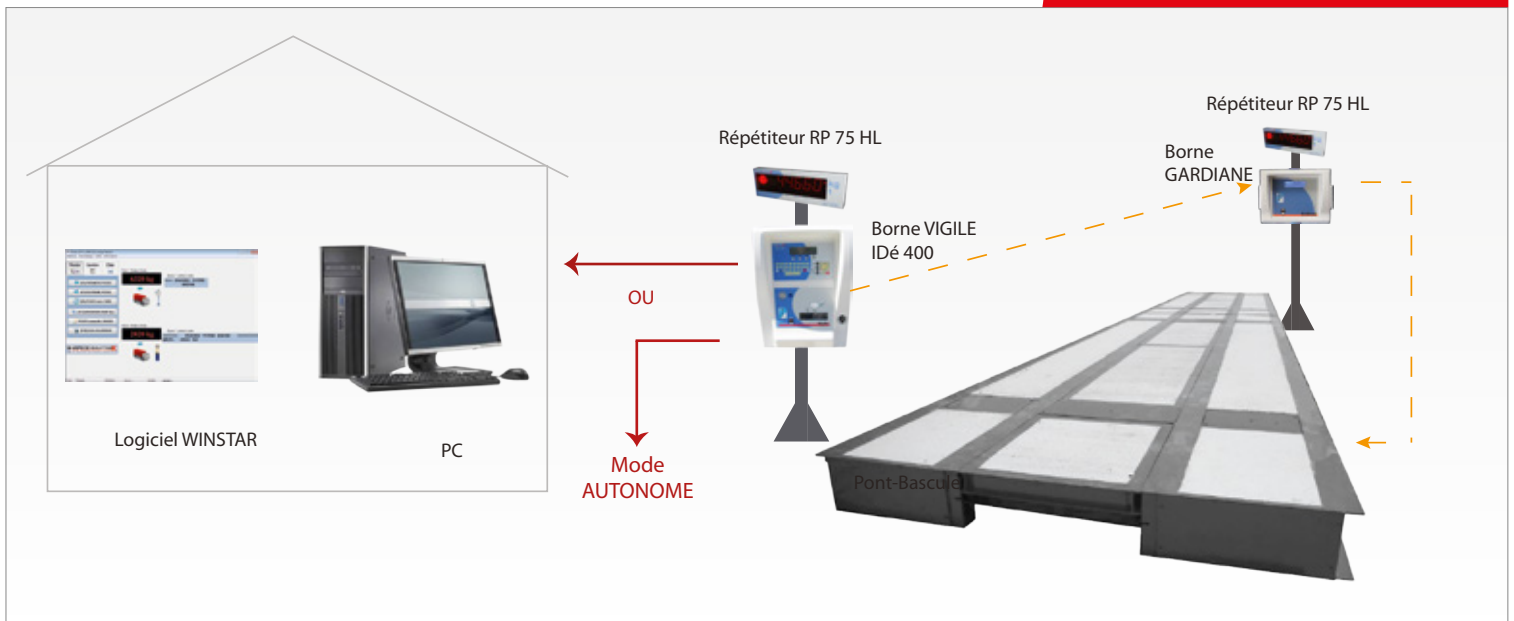 Répétiteur RP 75 HL
Répétiteur RP 75 HL
Borne
GARDIANE
Borne VIGILE
IDé 400
OU
Logiciel WINSTAR
PC
Mode
AUTONOME
Pont-Bascule